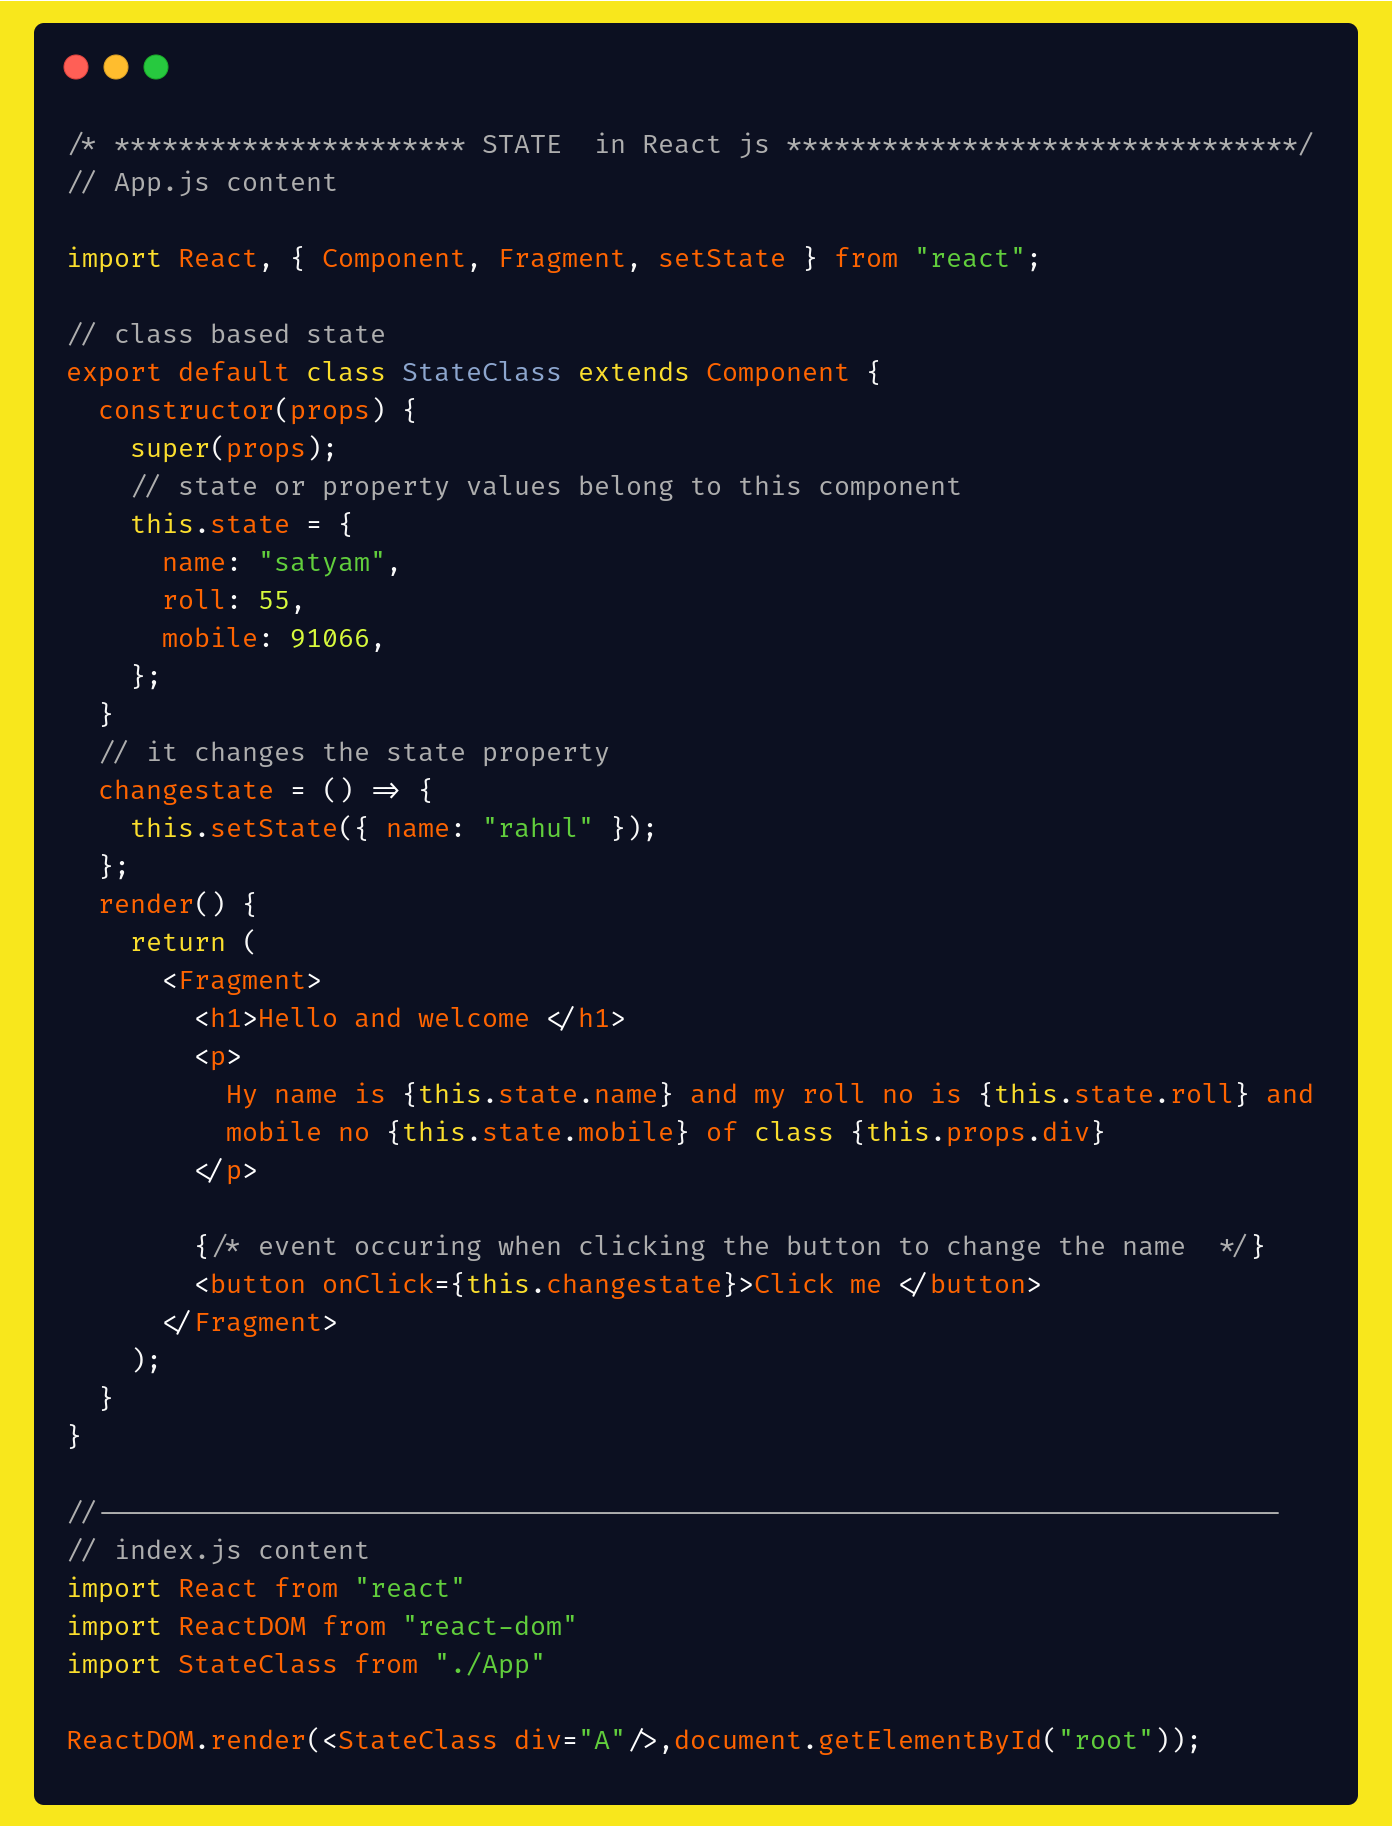 /* ********************** STATE  in React js ********************************/
// App.js content

import React, { Component, Fragment, setState } from "react";

// class based state
export default class StateClass extends Component {
  constructor(props) {
    super(props);
    // state or property values belong to this component
    this.state = {
      name: "satyam",
      roll: 55,
      mobile: 91066,
    };
  }
  // it changes the state property
  changestate = () => {
    this.setState({ name: "rahul" });
  };
  render() {
    return (
      <Fragment>
        <h1>Hello and welcome </h1>
        <p>
          Hy name is {this.state.name} and my roll no is {this.state.roll} and
          mobile no {this.state.mobile} of class {this.props.div}
        </p>

        {/* event occuring when clicking the button to change the name  */}
        <button onClick={this.changestate}>Click me </button>
      </Fragment>
    );
  }
}

//--------------------------------------------------------------------------
// index.js content
import React from "react"
import ReactDOM from "react-dom"
import StateClass from "./App"

ReactDOM.render(<StateClass div="A"/>,document.getElementById("root"));